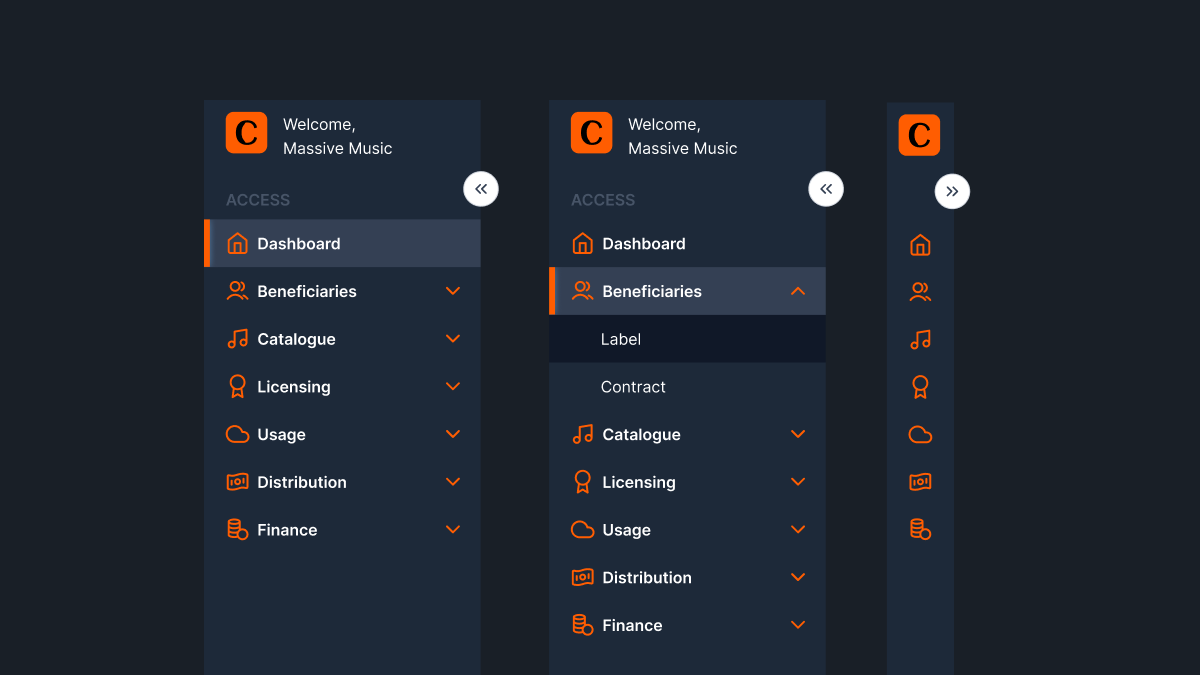 C
Welcome,
Massive Music
ACCESS
Dashboard
Beneficiaries
Catalogue
Licensing
Usage
Distribution
Finance
C
Welcome,
Massive Music
ACCESS
Dashboard
Beneficiaries
Label
Contract
Catalogue
Licensing
Usage
Distribution
Finance
C